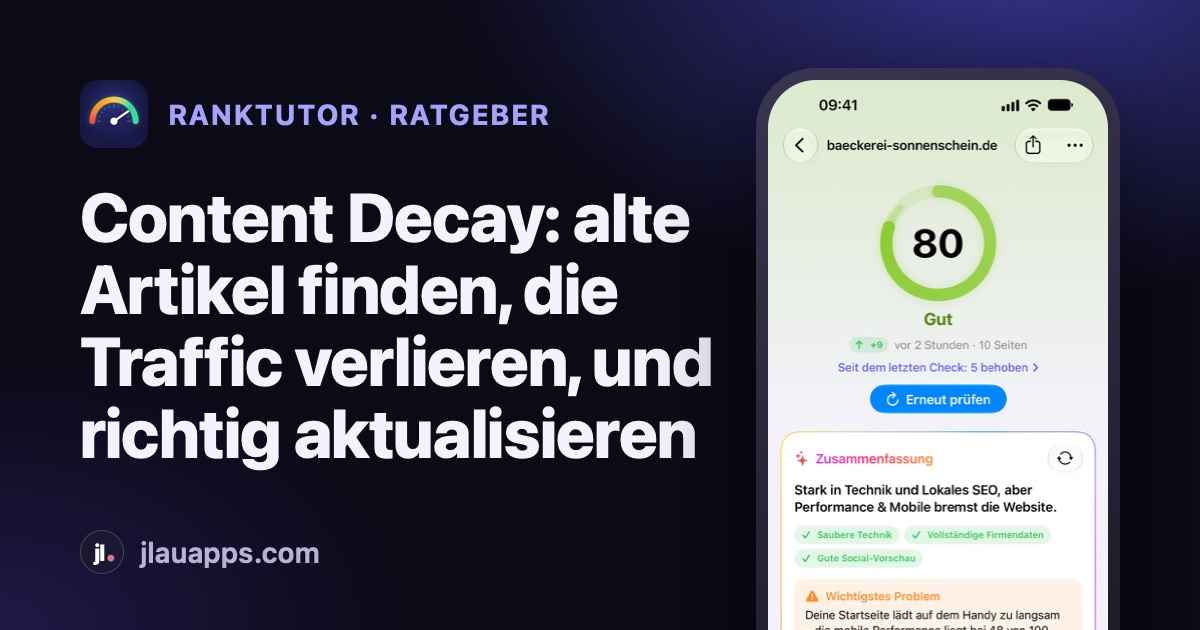 RANKTUTOR · RATGEBER
Content Decay: alte
Artikel finden, die
Traffic verlieren, und
richtig aktualisieren
jl.
jlauapps.com
09:41
baeckerei-sonnenschein.de
80
Gut
+9 vor 2 Stunden · 10 Seiten
Seit dem letzten Check: 5 behoben
Erneut prüfen
Zusammenfassung
Stark in Technik und Lokales SEO, aber
Performance & Mobile bremst die Website.
Saubere Technik
Vollständige Firmendaten
Gute Social-Vorschau
Wichtigstes Problem
Deine Startseite lädt auf dem Handy zu langsam